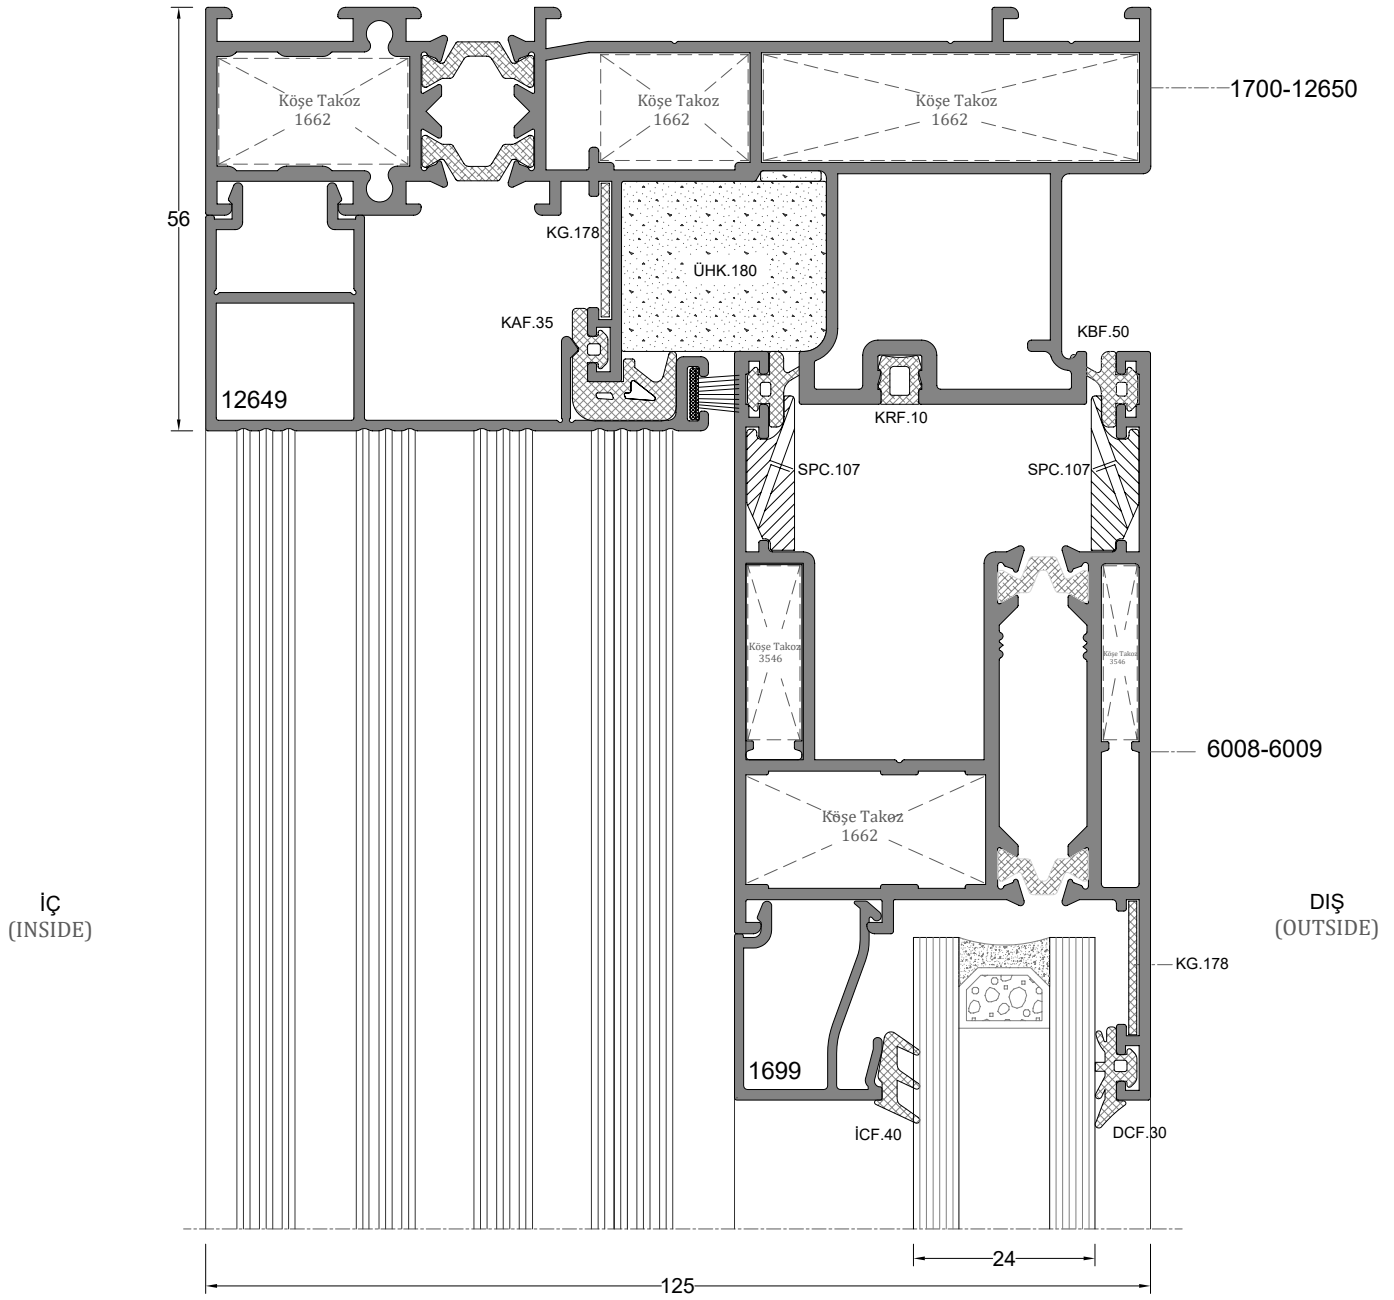 Köşe Takoz
1662
Köşe Takoz
1662
Köşe Takoz
1662
1700-12650
56
KG.178
ÜHK.180
KAF.35
KBF.50
12649
KRF.10
SPC.107
SPC.107
Köşe Takoz
3546
Köşe Takoz
3546
6008-6009
Köşe Takoz
1662
İÇ
(INSIDE)
DIŞ
(OUTSIDE)
KG.178
1699
İCF.40
DCF.30
24
125